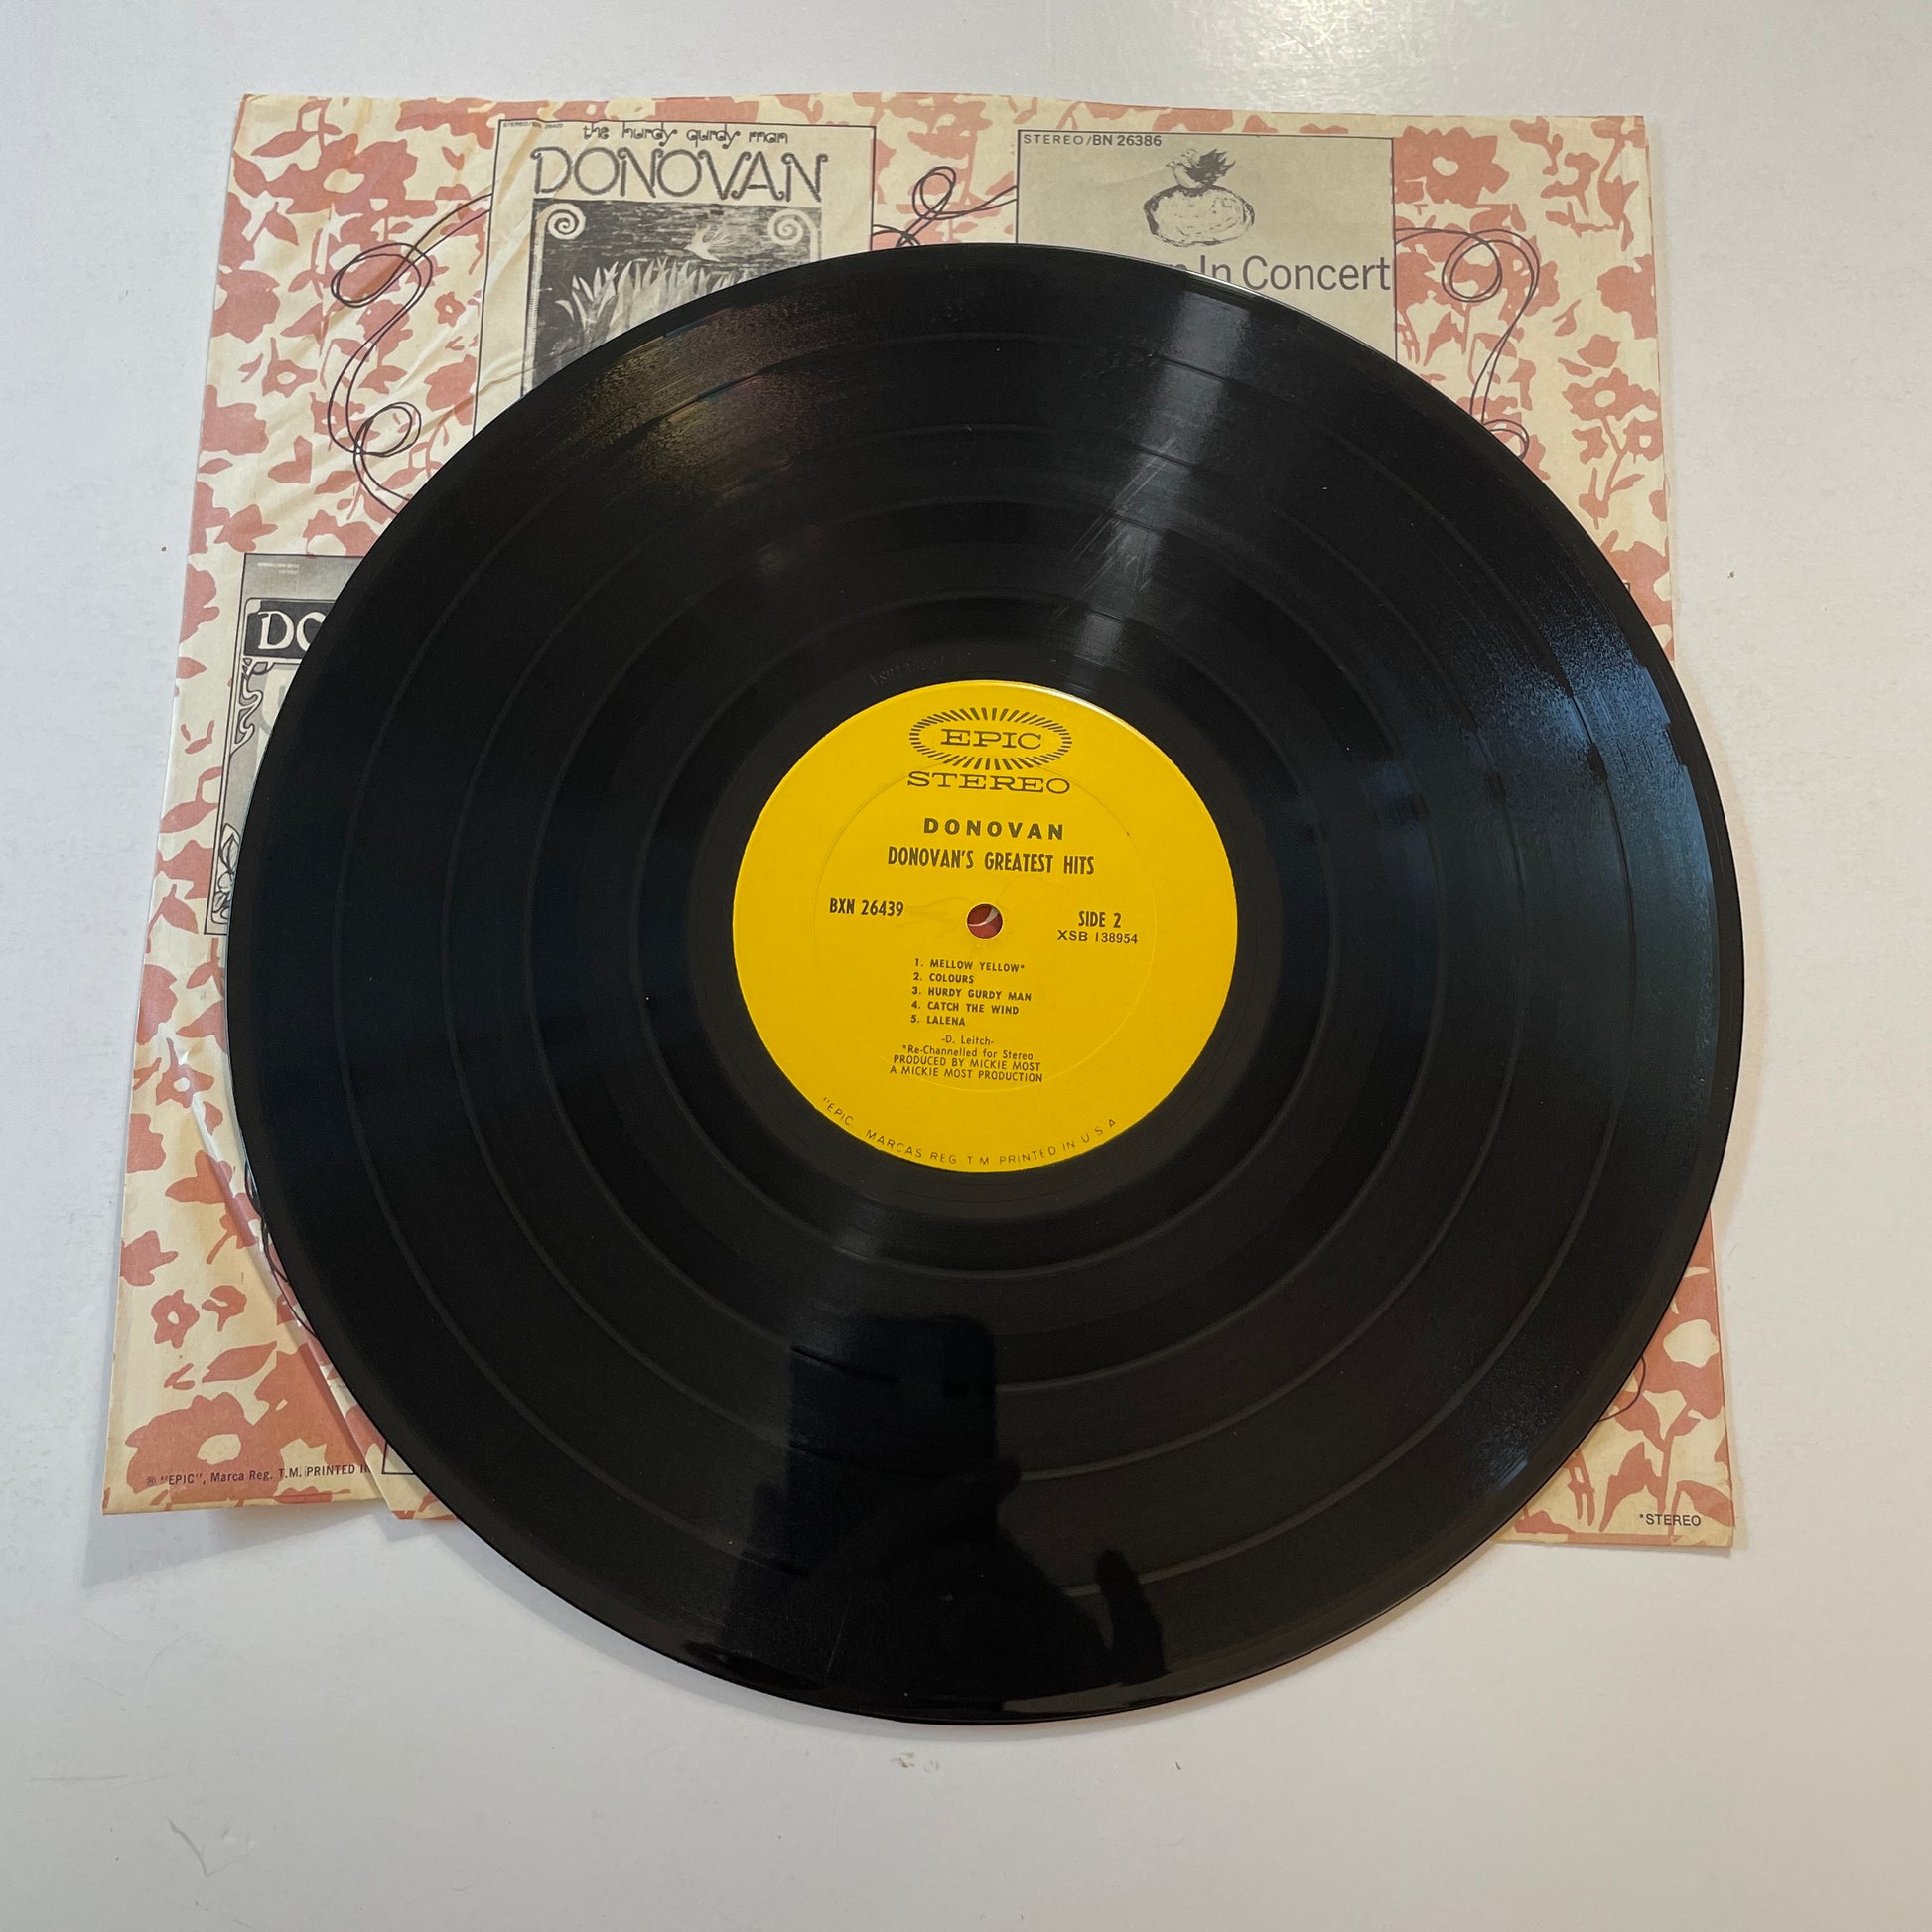 the hurdy gurdy man
DONOVAN
STEREO/BN 26386
In Concert
EPIC
STEREO
DONOVAN
DONOVAN'S GREATEST HITS
BXN 26439
SIDE 2
XSB 138954
1. MELLOW YELLOW*
2. COLOURS
3. HURDY GURDY MAN
4. CATCH THE WIND
5. LALENA
-D. Leitch-
*Re-Channelled for Stereo
PRODUCED BY MICKIE MOST
A MICKIE MOST PRODUCTION
"EPIC MARCAS REG T M PRINTED IN U S A
® "EPIC", Marca Reg. T.M. PRINTED
*STEREO